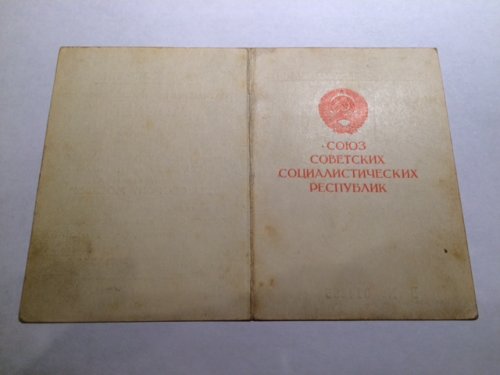 СОЮЗ
СОВЕТСКИХ
СОЦИАЛИСТИЧЕСКИХ
РЕСПУБЛИК